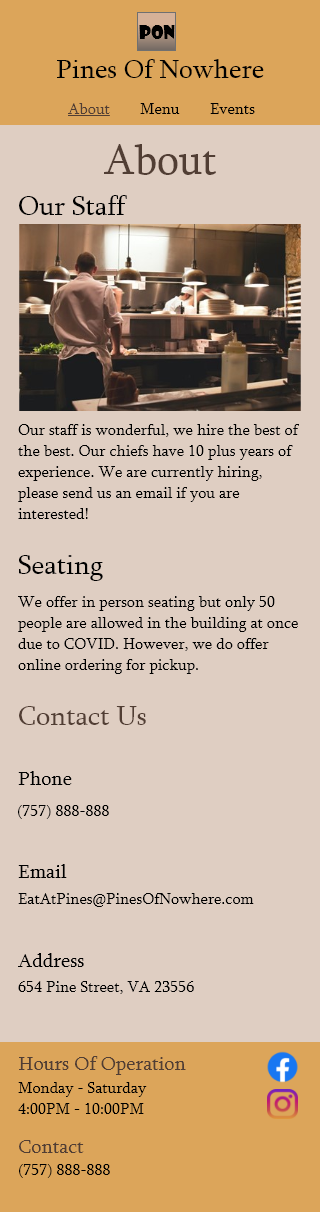 PON
Pines Of Nowhere
About Menu Events
About
Our Staff
Our staff is wonderful, we hire the best of
the best. Our chiefs have 10 plus years of
experience. We are currently hiring,
please send us an email if you are
interested!
Seating
We offer in person seating but only 50
people are allowed in the building at once
due to COVID. However, we do offer
online ordering for pickup.
Contact Us
Phone
(757) 888-888
Email
EatAtPines@PinesOfNowhere.com
Address
654 Pine Street, VA 23556
Hours Of Operation
Monday - Saturday
4:00PM - 10:00PM
Contact
(757) 888-888